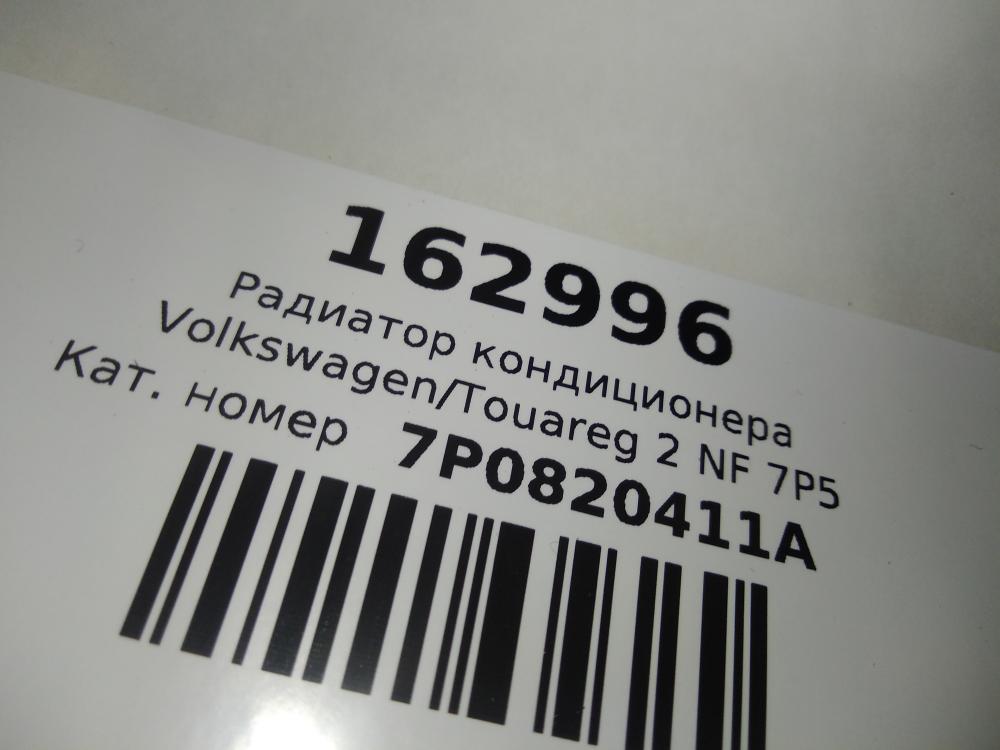 162996
Радиатор кондиционера
Volkswagen/Touareg 2 NF 7P5
Кат. номер 7P0820411A